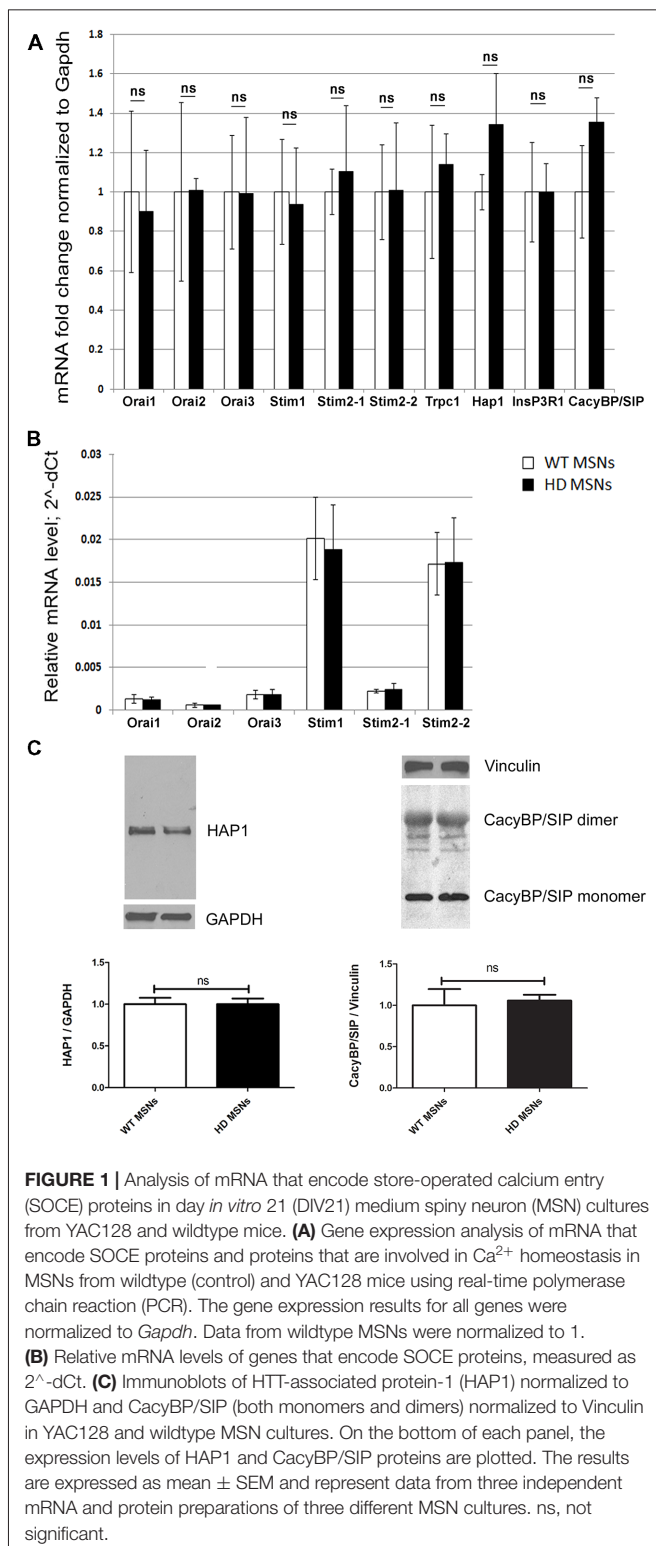 A
mRNA fold change normalized to Gapdh
1.8
1.6
1.4
1.2
1
0.8
0.6
0.4
0.2
0
ns ns ns ns ns ns ns ns ns ns
Orai1 Orai2 Orai3 Stim1 Stim2-1 Stim2-2 Trpc1 Hap1 InsP3R1 CacyBP/SIP
B
Relative mRNA level; 2^-dCt
0.03
0.025
0.02
0.015
0.01
0.005
0
WT MSNs
HD MSNs
Orai1 Orai2 Orai3 Stim1 Stim2-1 Stim2-2
C
HAP1
GAPDH
Vinculin
CacyBP/SIP dimer
CacyBP/SIP monomer
HAP1 / GAPDH
1.5
1.0
0.5
0.0
ns
WT MSNs
HD MSNs
CacyBP/SIP / Vinculin
1.5
1.0
0.5
0.0
ns
WT MSNs
HD MSNs
FIGURE 1 | Analysis of mRNA that encode store-operated calcium entry
(SOCE) proteins in day in vitro 21 (DIV21) medium spiny neuron (MSN) cultures
from YAC128 and wildtype mice. (A) Gene expression analysis of mRNA that
encode SOCE proteins and proteins that are involved in Ca²⁺ homeostasis in
MSNs from wildtype (control) and YAC128 mice using real-time polymerase
chain reaction (PCR). The gene expression results for all genes were
normalized to Gapdh. Data from wildtype MSNs were normalized to 1.
(B) Relative mRNA levels of genes that encode SOCE proteins, measured as
2^-dCt. (C) Immunoblots of HTT-associated protein-1 (HAP1) normalized to
GAPDH and CacyBP/SIP (both monomers and dimers) normalized to Vinculin
in YAC128 and wildtype MSN cultures. On the bottom of each panel, the
expression levels of HAP1 and CacyBP/SIP proteins are plotted. The results
are expressed as mean ± SEM and represent data from three independent
mRNA and protein preparations of three different MSN cultures. ns, not
significant.